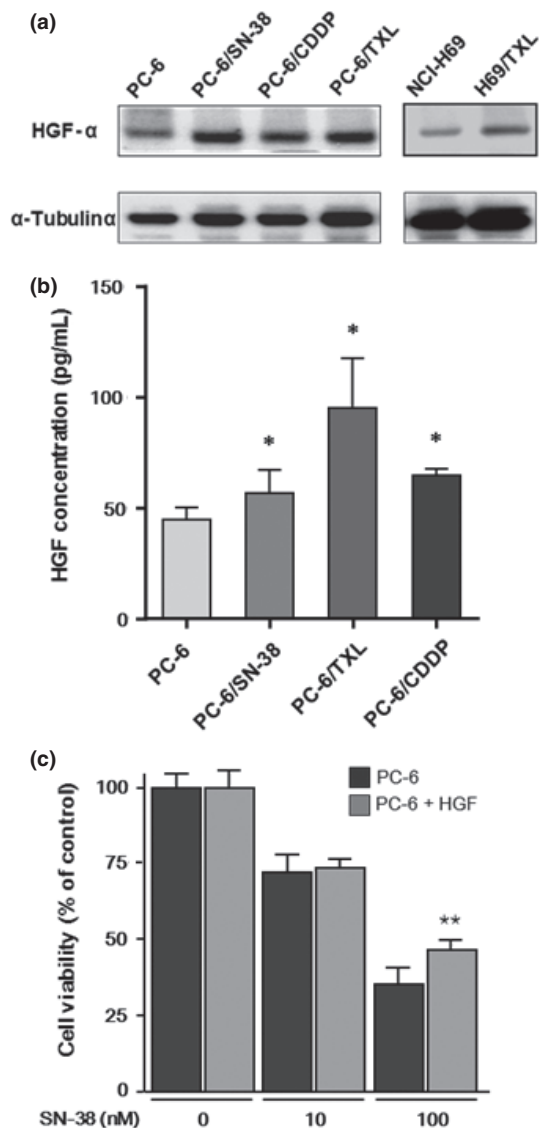 (a)
PC-6
PC-6/SN-38
PC-6/CDDP
PC-6/TXL
NCI-H69
H69/TXL
HGF-α
α-Tubulinα
(b)
HGF concentration (pg/mL)
150
100
50
0
*
*
*
PC-6
PC-6/SN-38
PC-6/TXL
PC-6/CDDP
(c)
Cell viability (% of control)
100
75
50
25
0
PC-6
PC-6 + HGF
**
SN-38 (nM)
0
10
100